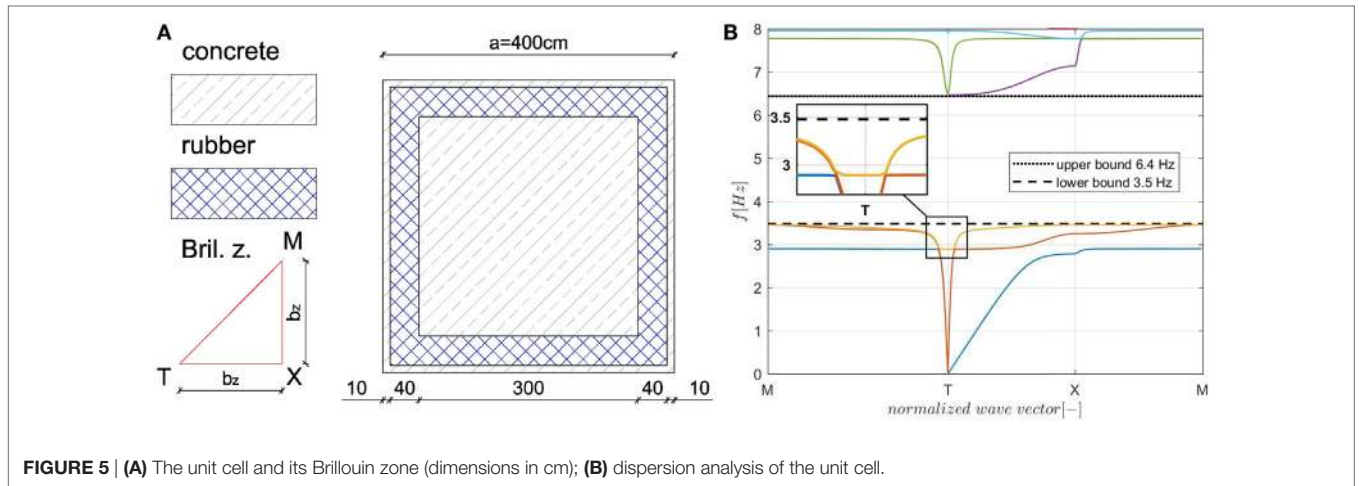 A
concrete
rubber
Bril. z.
M
bz
T
bz
X
a=400cm
10
40
300
40
10
B
8
7
6
5
4
3
2
1
0
f[Hz]
3.5
3
T
upper bound 6.4 Hz
lower bound 3.5 Hz
M
T
X
M
normalized wave vector[−]
FIGURE 5 | (A) The unit cell and its Brillouin zone (dimensions in cm); (B) dispersion analysis of the unit cell.